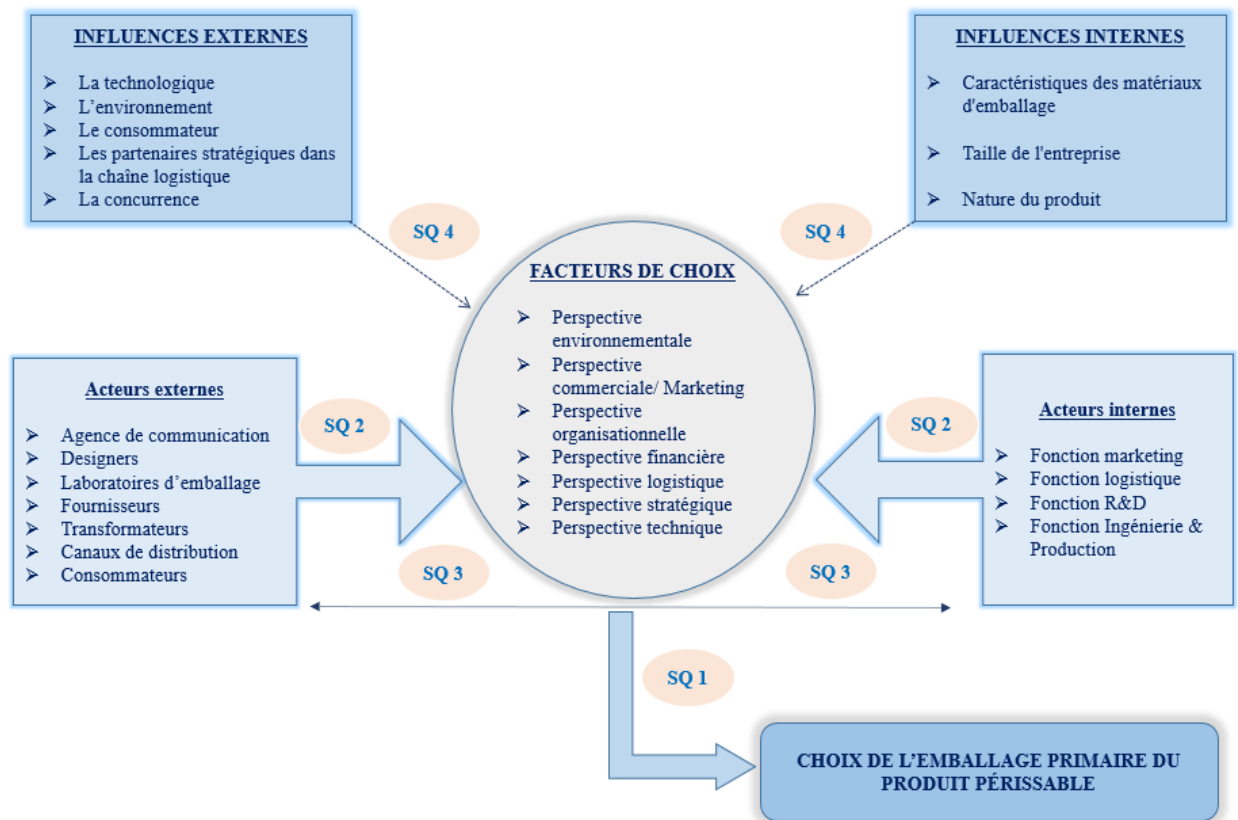 INFLUENCES EXTERNES
➢ La technologique
➢ L'environnement
➢ Le consommateur
➢ Les partenaires stratégiques dans
la chaîne logistique
➢ La concurrence
INFLUENCES INTERNES
➢ Caractéristiques des matériaux
d'emballage
➢ Taille de l'entreprise
➢ Nature du produit
SQ 4
SQ 4
FACTEURS DE CHOIX
➢ Perspective
environnementale
➢ Perspective
commerciale/ Marketing
➢ Perspective
organisationnelle
➢ Perspective financière
➢ Perspective logistique
➢ Perspective stratégique
➢ Perspective technique
Acteurs externes
➢ Agence de communication
➢ Designers
➢ Laboratoires d'emballage
➢ Fournisseurs
➢ Transformateurs
➢ Canaux de distribution
➢ Consommateurs
SQ 2
SQ 2
Acteurs internes
➢ Fonction marketing
➢ Fonction logistique
➢ Fonction R&D
➢ Fonction Ingénierie &
Production
SQ 3
SQ 3
SQ 1
CHOIX DE L'EMBALLAGE PRIMAIRE DU
PRODUIT PÉRISSABLE